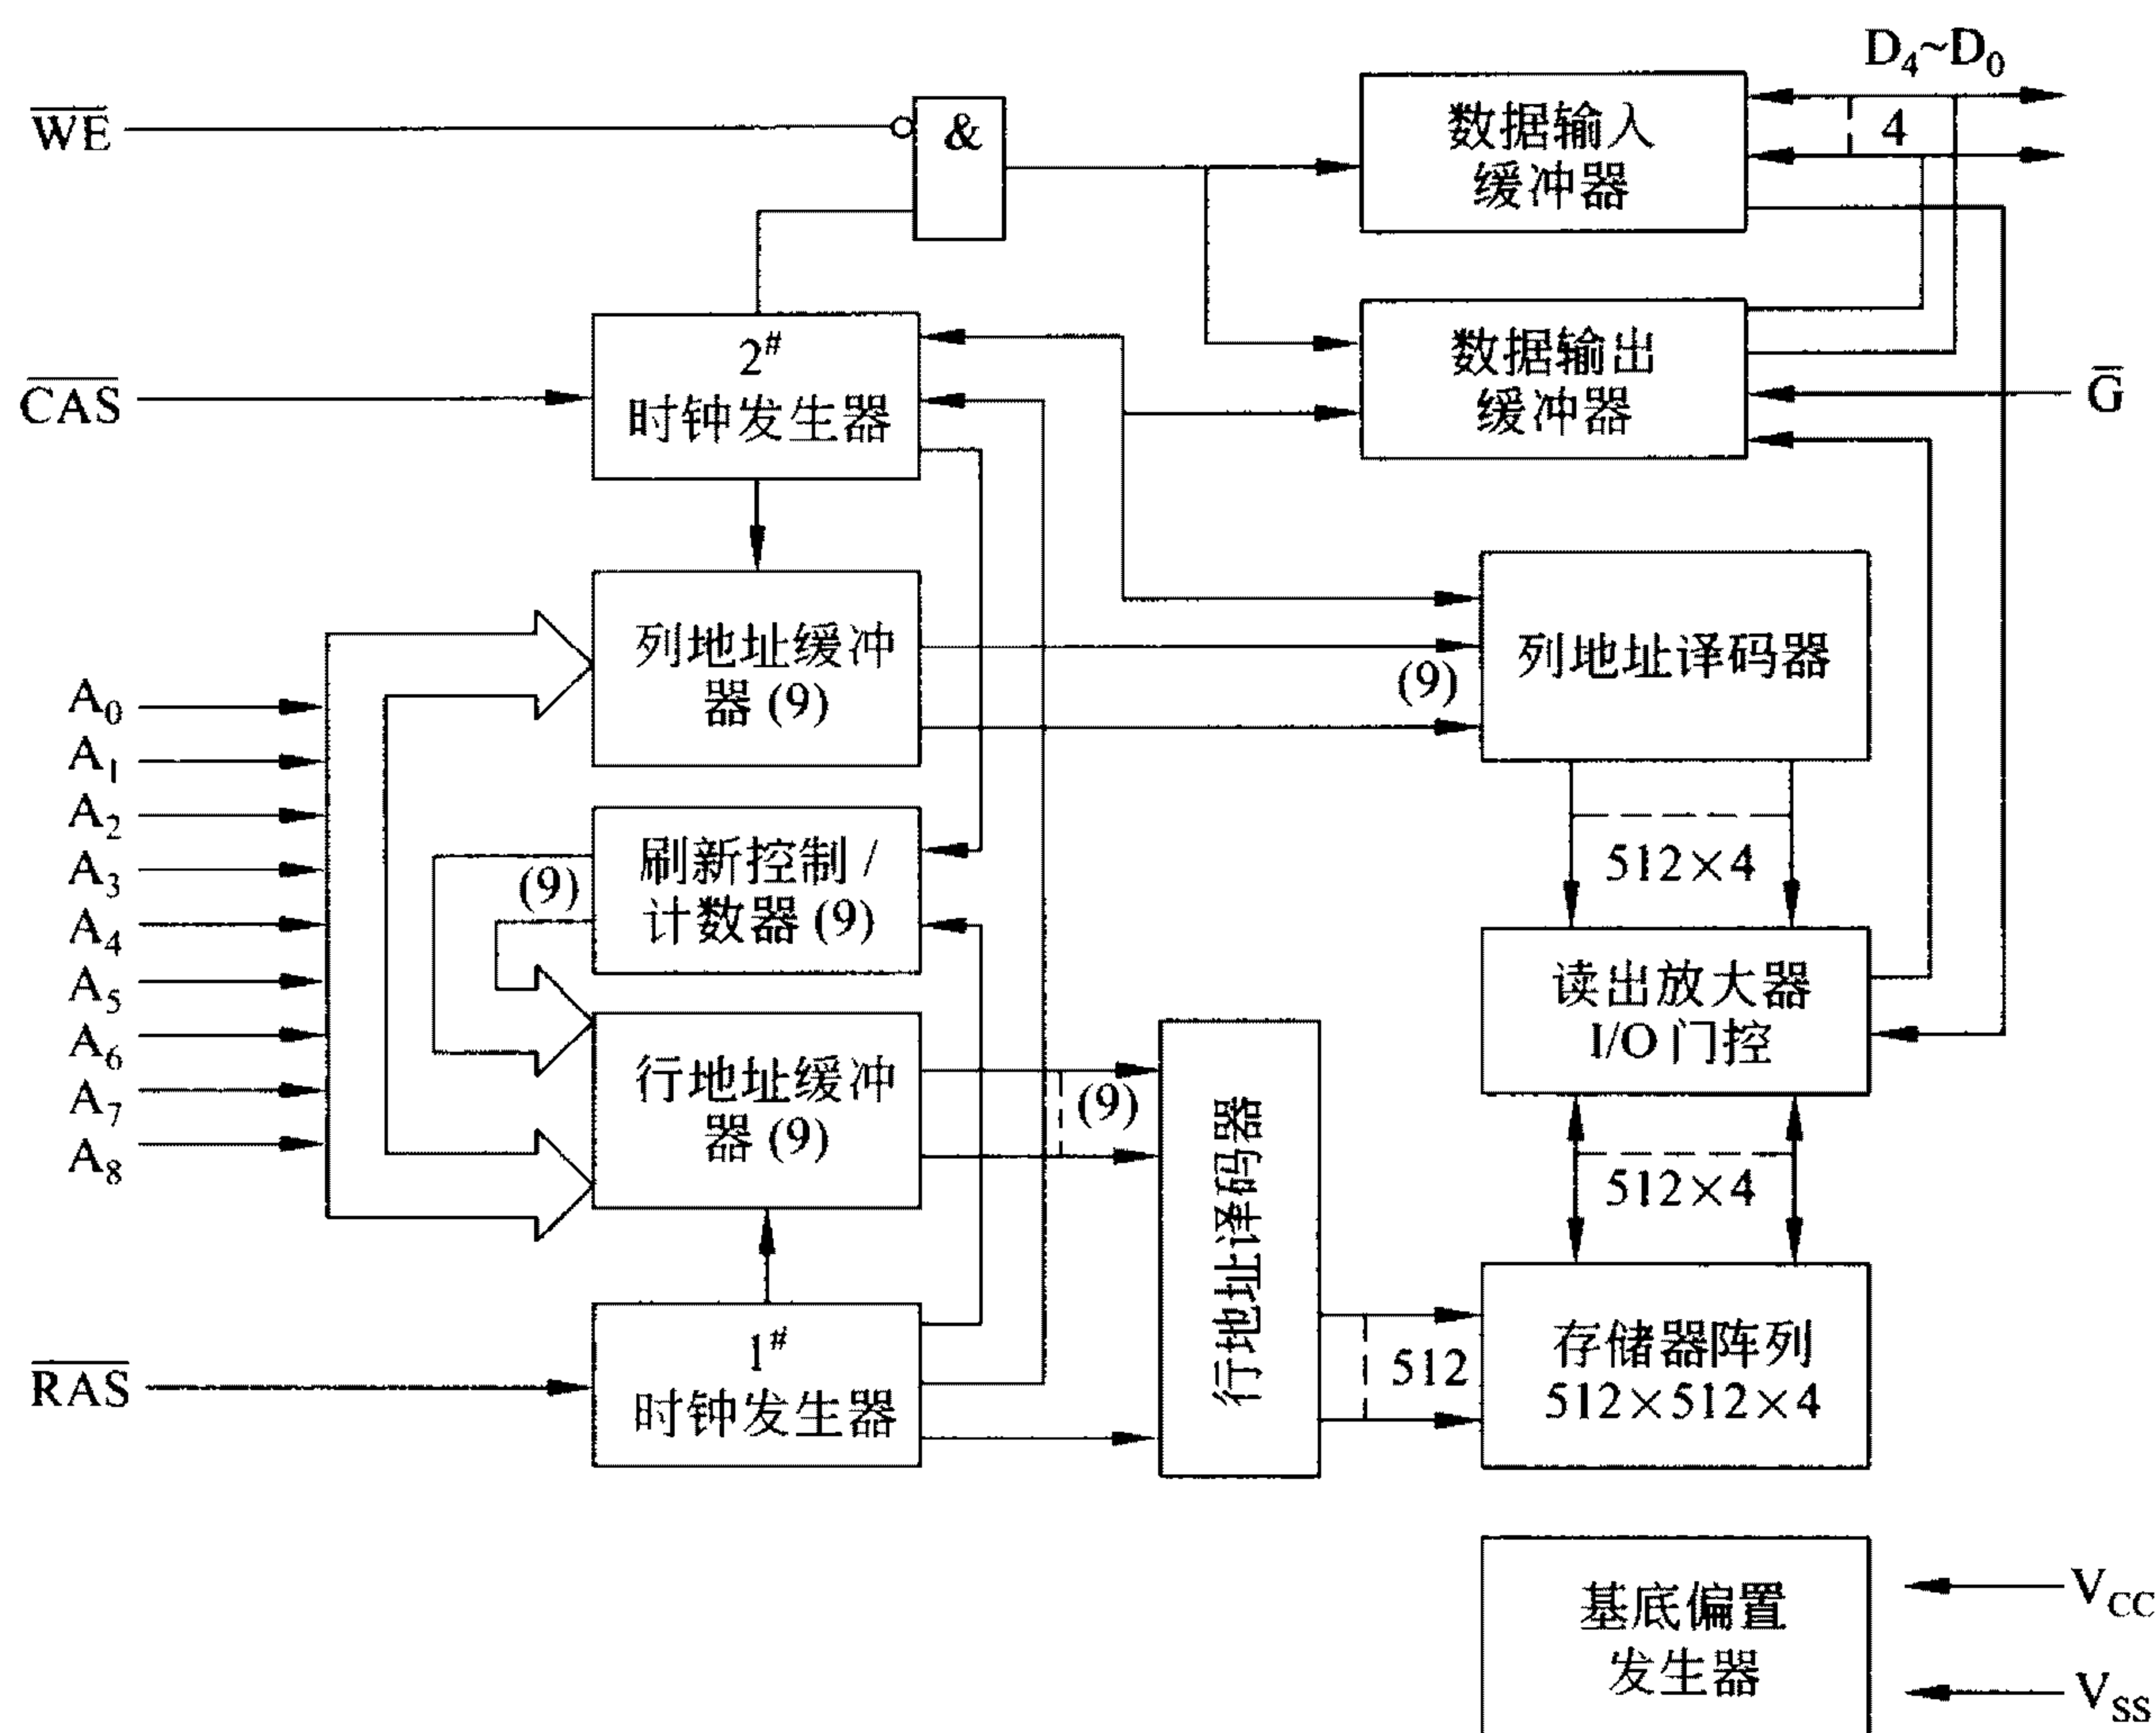 D₄~D₀
W̅E̅
&
数据输入
缓冲器
4
2#
时钟发生器
数据输出
缓冲器
C̅A̅S̅
G̅
列地址缓冲
器(9)
(9)
列地址译码器
A₀
A₁
A₂
A₃
A₄
A₅
A₆
A₇
A₈
刷新控制/
计数器(9)
(9)
512×4
读出放大器
I/O门控
行地址缓冲
器(9)
(9)
行地址译码器
512×4
R̅A̅S̅
1#
时钟发生器
512
存储器阵列
512×512×4
基底偏置
发生器
V_CC
V_SS